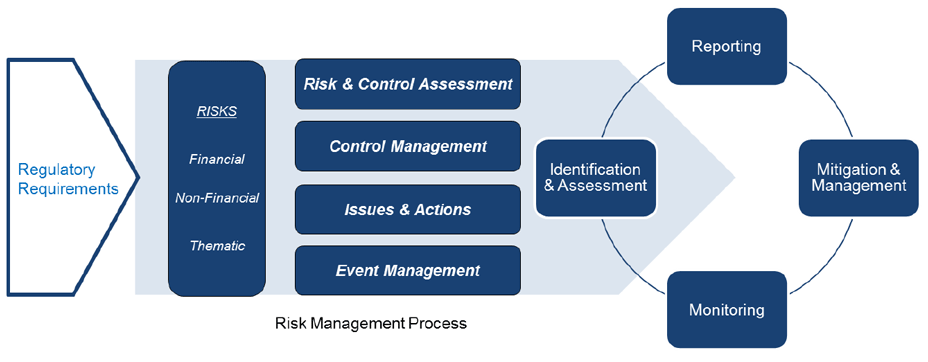 Regulatory
Requirements
RISKS
Financial
Non-Financial
Thematic
Risk & Control Assessment
Control Management
Issues & Actions
Event Management
Risk Management Process
Reporting
Identification
& Assessment
Mitigation &
Management
Monitoring